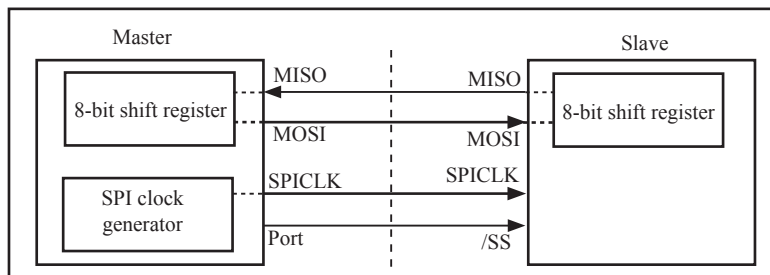 Master
Slave
MISO
MISO
8-bit shift register
8-bit shift register
MOSI
MOSI
SPICLK
SPICLK
SPI clock
generator
Port
/SS